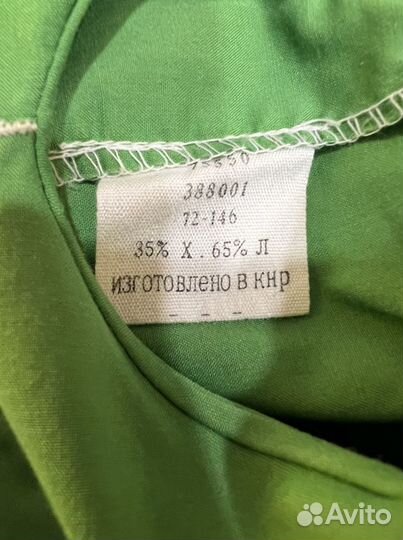 388001
72-146
35% Х. 65% Л
ИЗГОТОВЛЕНО В КНР
Avito